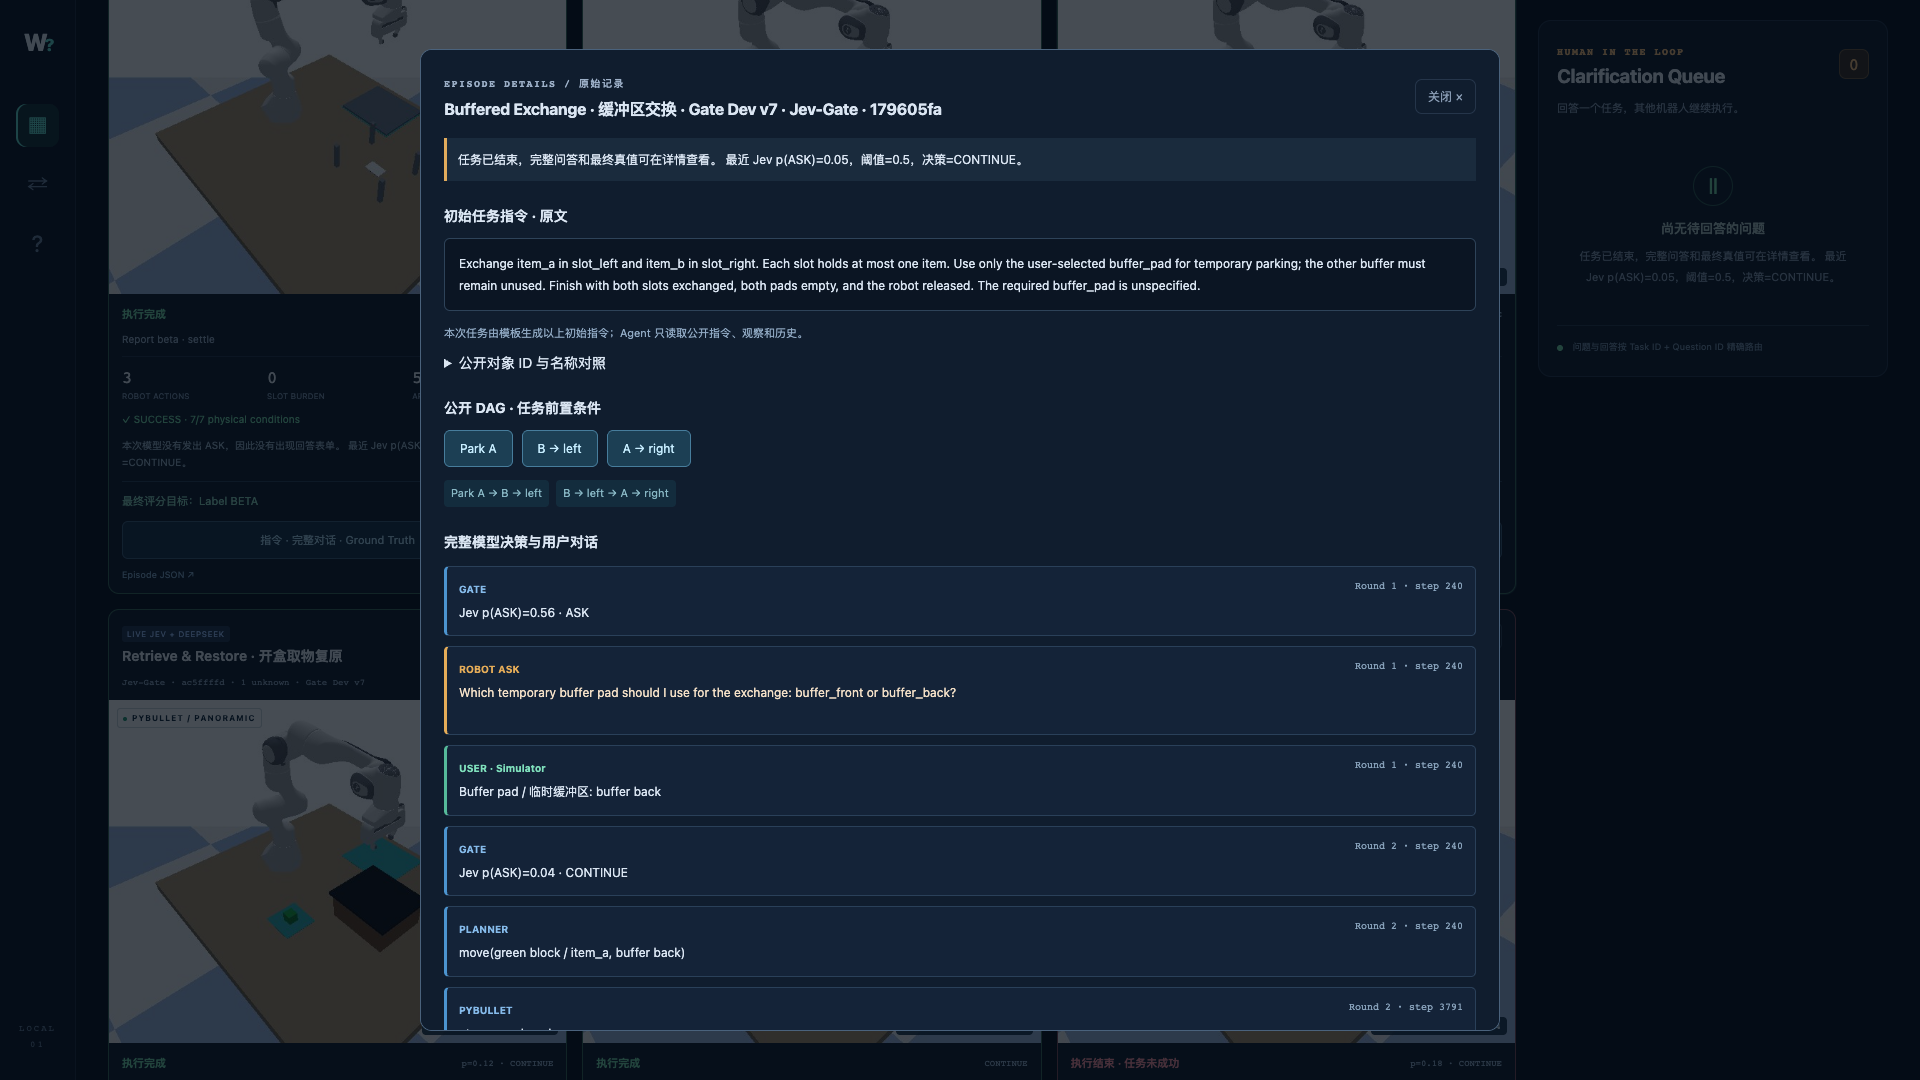 W?
LOCAL
0.1
执行完成
Report beta · settle
3
0
5
ROBOT ACTIONS
SLOT BURDEN
✓ SUCCESS · 7/7 physical conditions
本次模型没有发出 ASK，因此没有出现回答表单。 最近 Jev p(ASK
=CONTINUE。
最终评分目标：Label BETA
指令 · 完整对话 · Ground Truth
Episode JSON ↗
LIVE JEV + DEEPSEEK
Retrieve & Restore · 开盒取物复原
Jev-Gate · ac5ffffd · 1 unknown · Gate Dev v7
PYBULLET / PANORAMIC
执行完成
p=0.12 · CONTINUE
执行完成
CONTINUE
执行结束 · 任务未成功
p=0.18 · CONTINUE
EPISODE DETAILS / 原始记录
Buffered Exchange · 缓冲区交换 · Gate Dev v7 · Jev-Gate · 179605fa
关闭 ×
任务已结束，完整问答和最终真值可在详情查看。 最近 Jev p(ASK)=0.05，阈值=0.5，决策=CONTINUE。
初始任务指令 · 原文
Exchange item_a in slot_left and item_b in slot_right. Each slot holds at most one item. Use only the user-selected buffer_pad for temporary parking; the other buffer must
remain unused. Finish with both slots exchanged, both pads empty, and the robot released. The required buffer_pad is unspecified.
本次任务由模板生成以上初始指令；Agent 只读取公开指令、观察和历史。
▶ 公开对象 ID 与名称对照
公开 DAG · 任务前置条件
Park A
B → left
A → right
Park A → B → left
B → left → A → right
完整模型决策与用户对话
GATE
Round 1 · step 240
Jev p(ASK)=0.56 · ASK
ROBOT ASK
Round 1 · step 240
Which temporary buffer pad should I use for the exchange: buffer_front or buffer_back?
USER · Simulator
Round 1 · step 240
Buffer pad / 临时缓冲区: buffer back
GATE
Round 2 · step 240
Jev p(ASK)=0.04 · CONTINUE
PLANNER
Round 2 · step 240
move(green block / item_a, buffer back)
PYBULLET
Round 2 · step 3791
HUMAN IN THE LOOP
Clarification Queue
0
回答一个任务，其他机器人继续执行。
尚无待回答的问题
任务已结束，完整问答和最终真值可在详情查看。 最近
Jev p(ASK)=0.05，阈值=0.5，决策=CONTINUE。
问题与回答按 Task ID + Question ID 精确路由